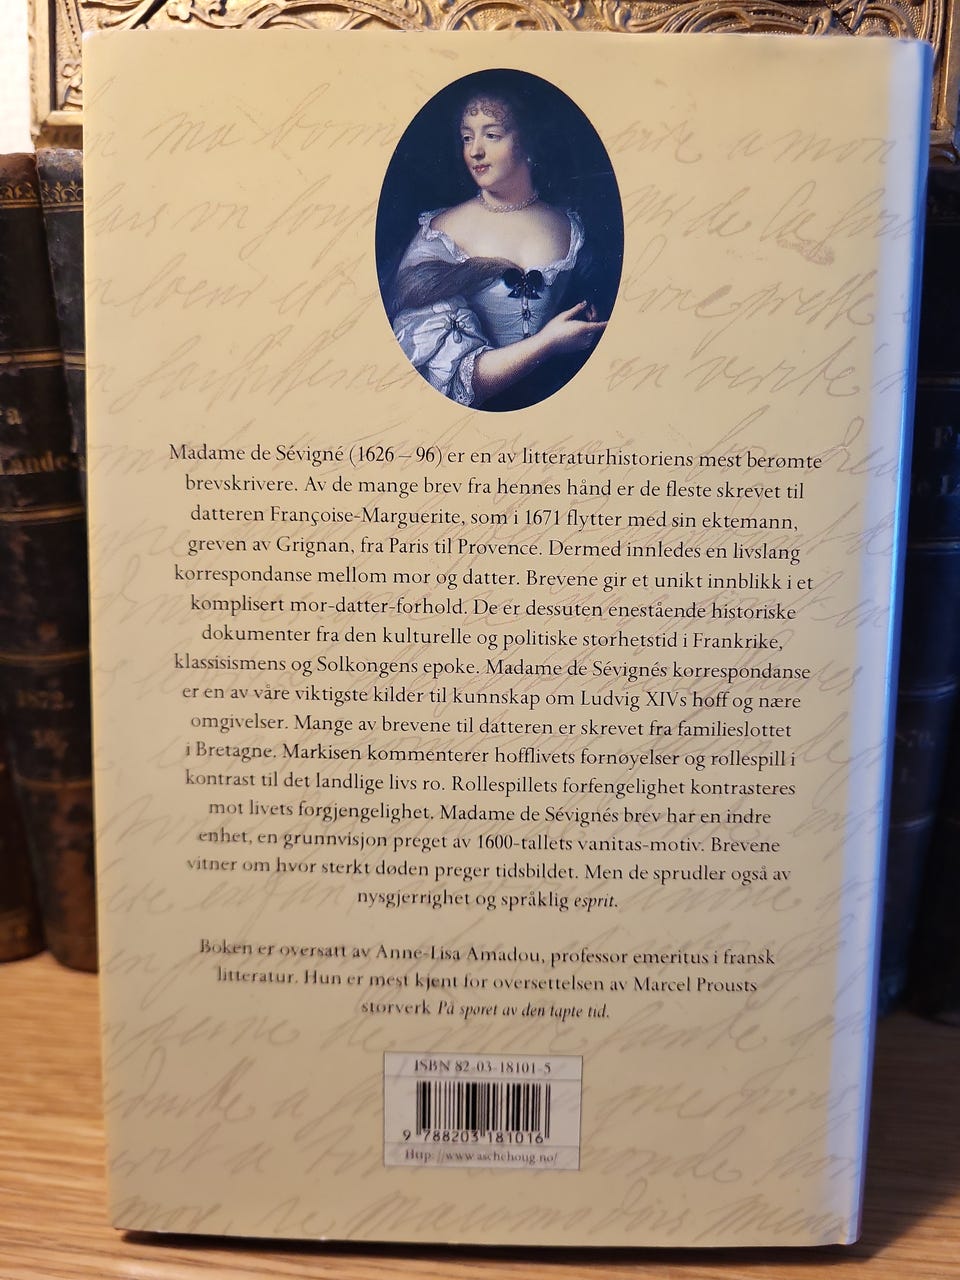 Madame de Sévigné (1626 – 96) er en av litteraturhistoriens mest berømte
brevskrivere. Av de mange brev fra hennes hånd er de fleste skrevet til
datteren Françoise-Marguerite, som i 1671 flytter med sin ektemann,
greven av Grignan, fra Paris til Provence. Dermed innledes en livslang
korrespondanse mellom mor og datter. Brevene gir et unikt innblikk i et
komplisert mor-datter-forhold. De er dessuten enestående historiske
dokumenter fra den kulturelle og politiske storhetstid i Frankrike,
klassisismens og Solkongens epoke. Madame de Sévignés korrespondanse
er en av våre viktigste kilder til kunnskap om Ludvig XIVs hoff og nære
omgivelser. Mange av brevene til datteren er skrevet fra familieslottet
i Bretagne. Markisen kommenterer hofflivets fornøyelser og rollespill i
kontrast til det landlige livs ro. Rollespillets forfengelighet kontrasteres
mot livets forgjengelighet. Madame de Sévignés brev har en indre
enhet, en grunnvisjon preget av 1600-tallets vanitas-motiv. Brevene
vitner om hvor sterkt døden preger tidsbildet. Men de sprudler også av
nysgjerrighet og språklig esprit.
Boken er oversatt av Anne-Lisa Amadou, professor emeritus i fransk
litteratur. Hun er mest kjent for oversettelsen av Marcel Prousts
storverk På sporet av den tapte tid.
ISBN 82-03-18101-5
9 788203 181016
Http://www.aschehoug.no/